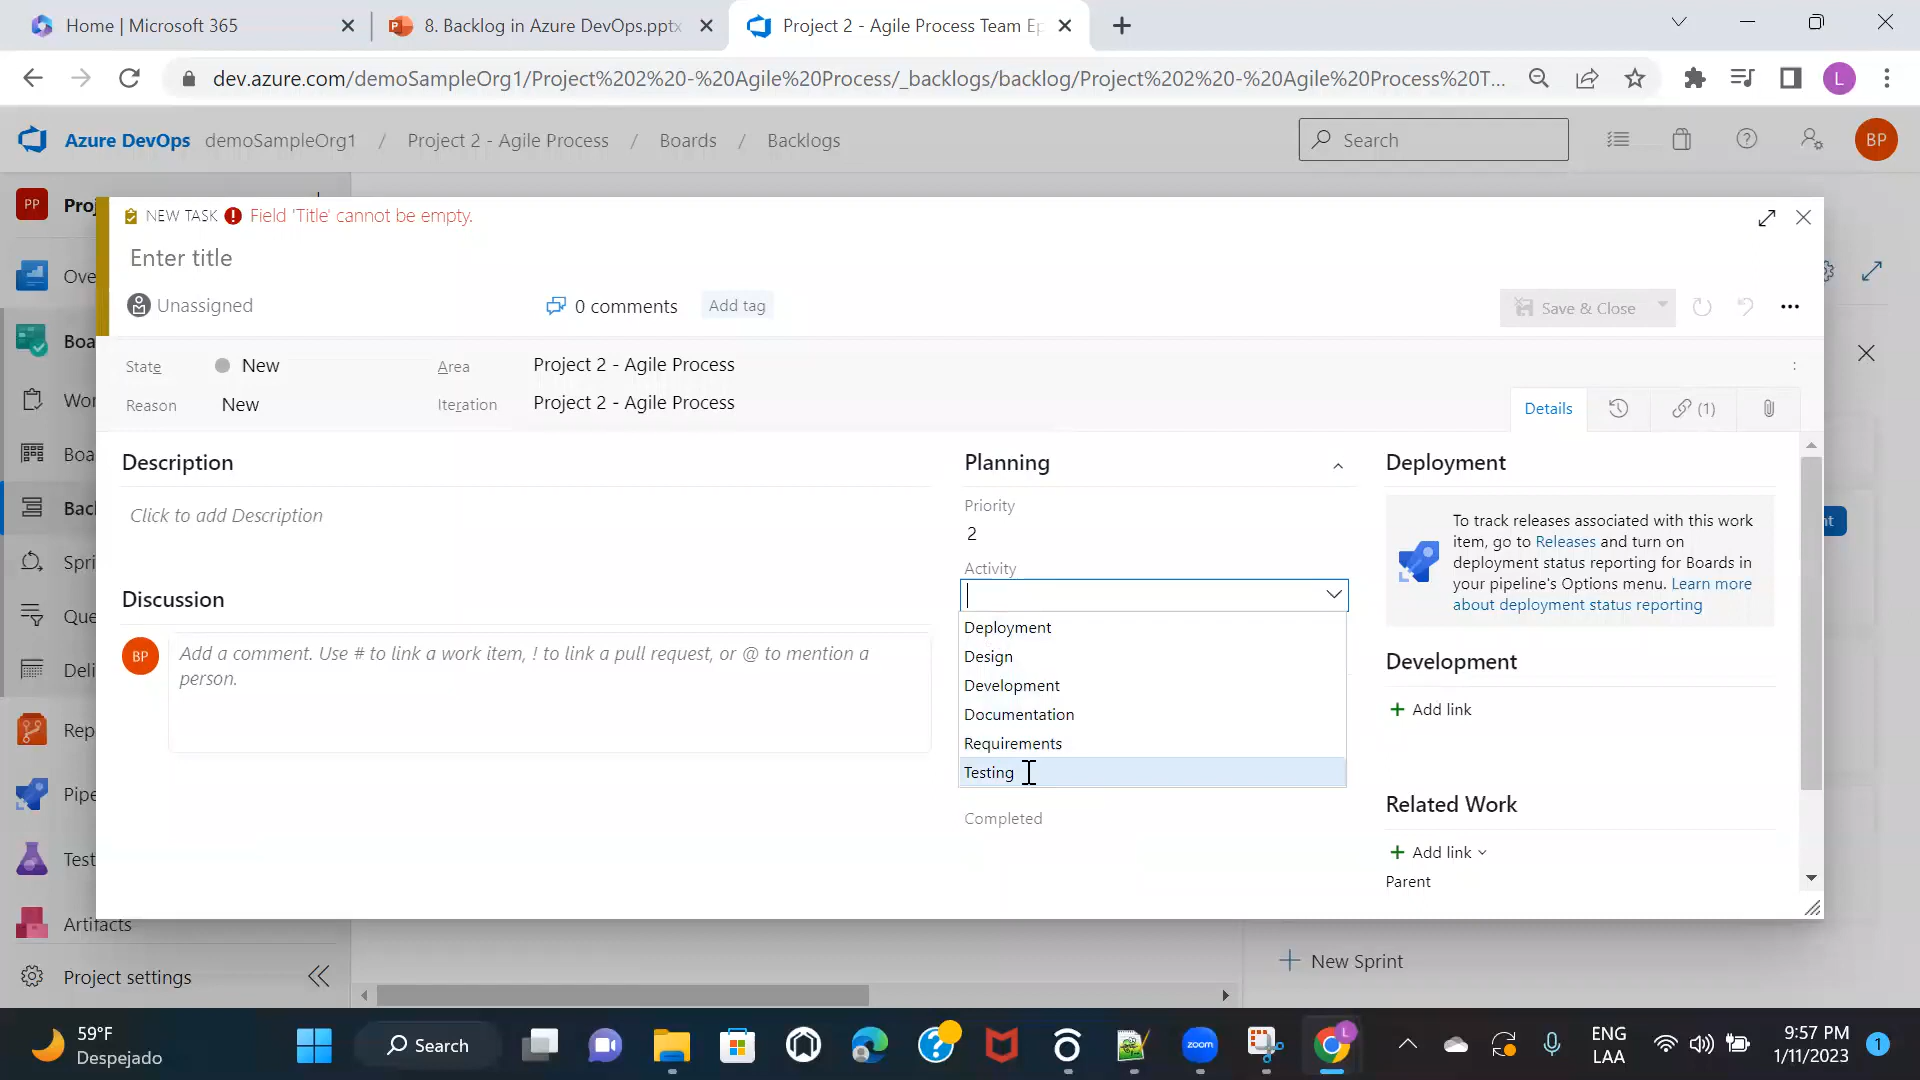 Home | Microsoft 365
8. Backlog in Azure DevOps.pptx
Project 2 - Agile Process Team Ep
dev.azure.com/demoSampleOrg1/Project%202%20-%20Agile%20Process/_backlogs/backlog/Project%202%20-%20Agile%20Process%20T...
L
Azure DevOps
demoSampleOrg1 / Project 2 - Agile Process / Boards / Backlogs
Search
BP
PP
Proj
Ove
Boa
Wor
Boa
Bac
Spri
Que
Deli
Rep
Pipe
Test
Artifacts
Project settings
NEW TASK
Field 'Title' cannot be empty.
Enter title
Unassigned
0 comments
Add tag
Save & Close
State
New
Area
Project 2 - Agile Process
Reason
New
Iteration
Project 2 - Agile Process
Details
(1)
Description
Click to add Description
Discussion
BP
Add a comment. Use # to link a work item, ! to link a pull request, or @ to mention a
person.
Planning
Priority
2
Activity
Deployment
Design
Development
Documentation
Requirements
Testing
Completed
Deployment
To track releases associated with this work
item, go to Releases and turn on
deployment status reporting for Boards in
your pipeline's Options menu. Learn more
about deployment status reporting
Development
+ Add link
Related Work
+ Add link
Parent
nt
+ New Sprint
59°F
Despejado
Search
zoom
L
ENG
LAA
9:57 PM
1/11/2023
1